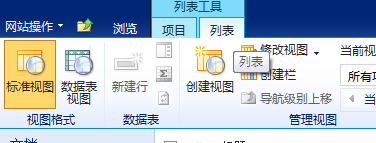 列表工具
网站操作
浏览
项目
列表
标准视图
数据表
视图
新建行
创建视图
修改视图
创建栏
导航级别上移
当前视
所有项
当
列表
视图格式
数据表
管理视图